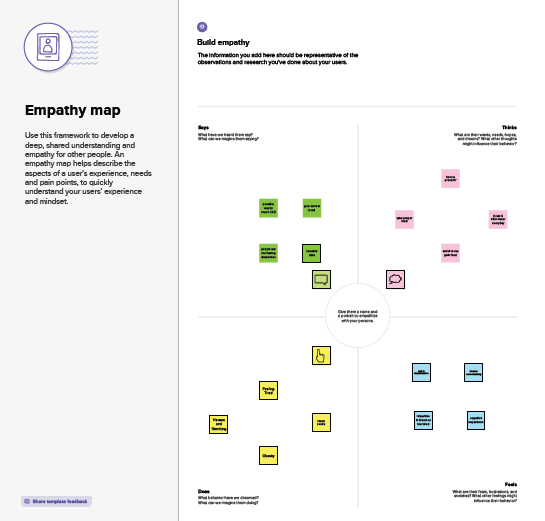 Empathy map
Use this framework to develop a
deep, shared understanding and
empathy for other people. An
empathy map helps describe the
aspects of a user's experience, needs
and pain points, to quickly
understand your users' experience
and mindset.
Share template feedback
Build empathy
The information you add here should be representative of the
observations and research you've done about your users.
Says
What have we heard them say?
What can we imagine them saying?
Thinks
What are their wants, needs, hopes,
and dreams? What other thoughts
might influence their behavior?
Give them a name and
a portrait to empathize
with your persona.
Feeling
Tired
Nausea
and
Vomiting
Obesity
Does
What behavior have we observed?
What can we imagine them doing?
Feels
What are their fears, frustrations, and
anxieties? What other feelings might
influence their behavior?